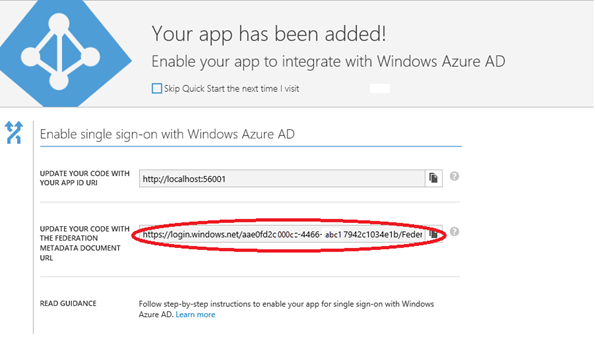 Your app has been added!
Enable your app to integrate with Windows Azure AD
Skip Quick Start the next time I visit
Enable single sign-on with Windows Azure AD
UPDATE YOUR CODE WITH
YOUR APP ID URI
http://localhost:56001
?
UPDATE YOUR CODE WITH
THE FEDERATION
METADATA DOCUMENT
URL
https://login.windows.net/aae0fd2c000cc-4466- abc17942c1034e1b/Feder
?
READ GUIDANCE
Follow step-by-step instructions to enable your app for single sign-on with Windows
Azure AD. Learn more